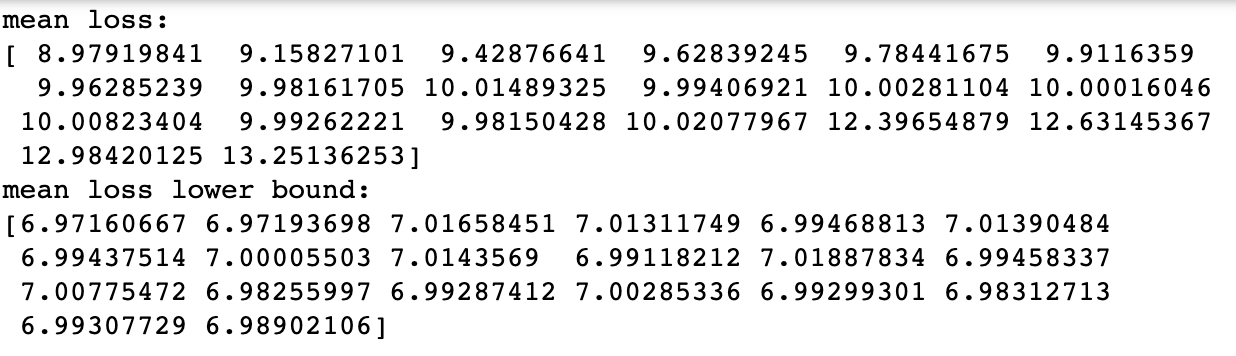 mean loss:
[ 8.97919841 9.15827101 9.42876641 9.62839245 9.78441675 9.9116359
9.96285239 9.98161705 10.01489325 9.99406921 10.00281104 10.00016046
10.00823404 9.99262221 9.98150428 10.02077967 12.39654879 12.63145367
12.98420125 13.25136253]
mean loss lower bound:
[6.97160667 6.97193698 7.01658451 7.01311749 6.99468813 7.01390484
6.99437514 7.00005503 7.0143569 6.99118212 7.01887834 6.99458337
7.00775472 6.98255997 6.99287412 7.00285336 6.99299301 6.98312713
6.99307729 6.98902106]